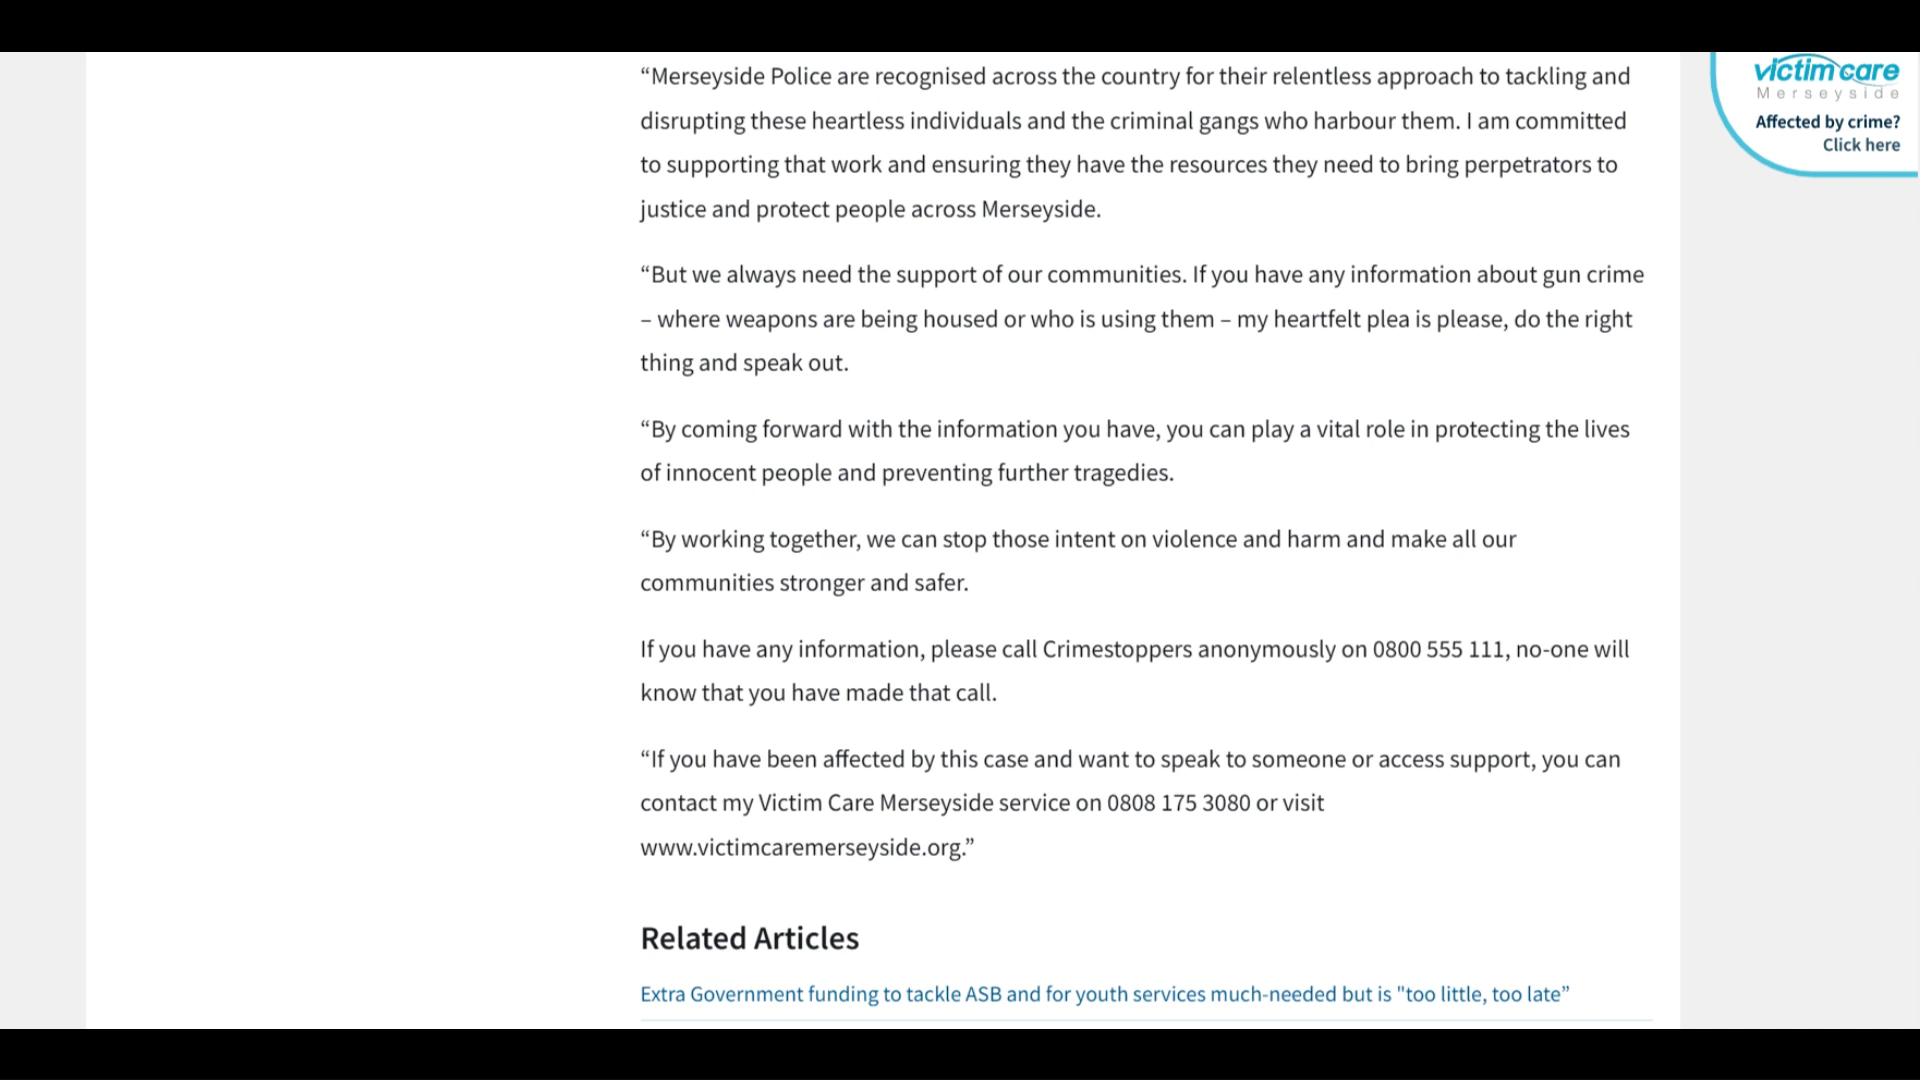 “Merseyside Police are recognised across the country for their relentless approach to tackling and
disrupting these heartless individuals and the criminal gangs who harbour them. I am committed
to supporting that work and ensuring they have the resources they need to bring perpetrators to
justice and protect people across Merseyside.
“But we always need the support of our communities. If you have any information about gun crime
– where weapons are being housed or who is using them – my heartfelt plea is please, do the right
thing and speak out.
“By coming forward with the information you have, you can play a vital role in protecting the lives
of innocent people and preventing further tragedies.
“By working together, we can stop those intent on violence and harm and make all our
communities stronger and safer.
If you have any information, please call Crimestoppers anonymously on 0800 555 111, no-one will
know that you have made that call.
“If you have been affected by this case and want to speak to someone or access support, you can
contact my Victim Care Merseyside service on 0808 175 3080 or visit
www.victimcaremerseyside.org.”
Related Articles
Extra Government funding to tackle ASB and for youth services much-needed but is "too little, too late”
victim care
Merseyside
Affected by crime?
Click here